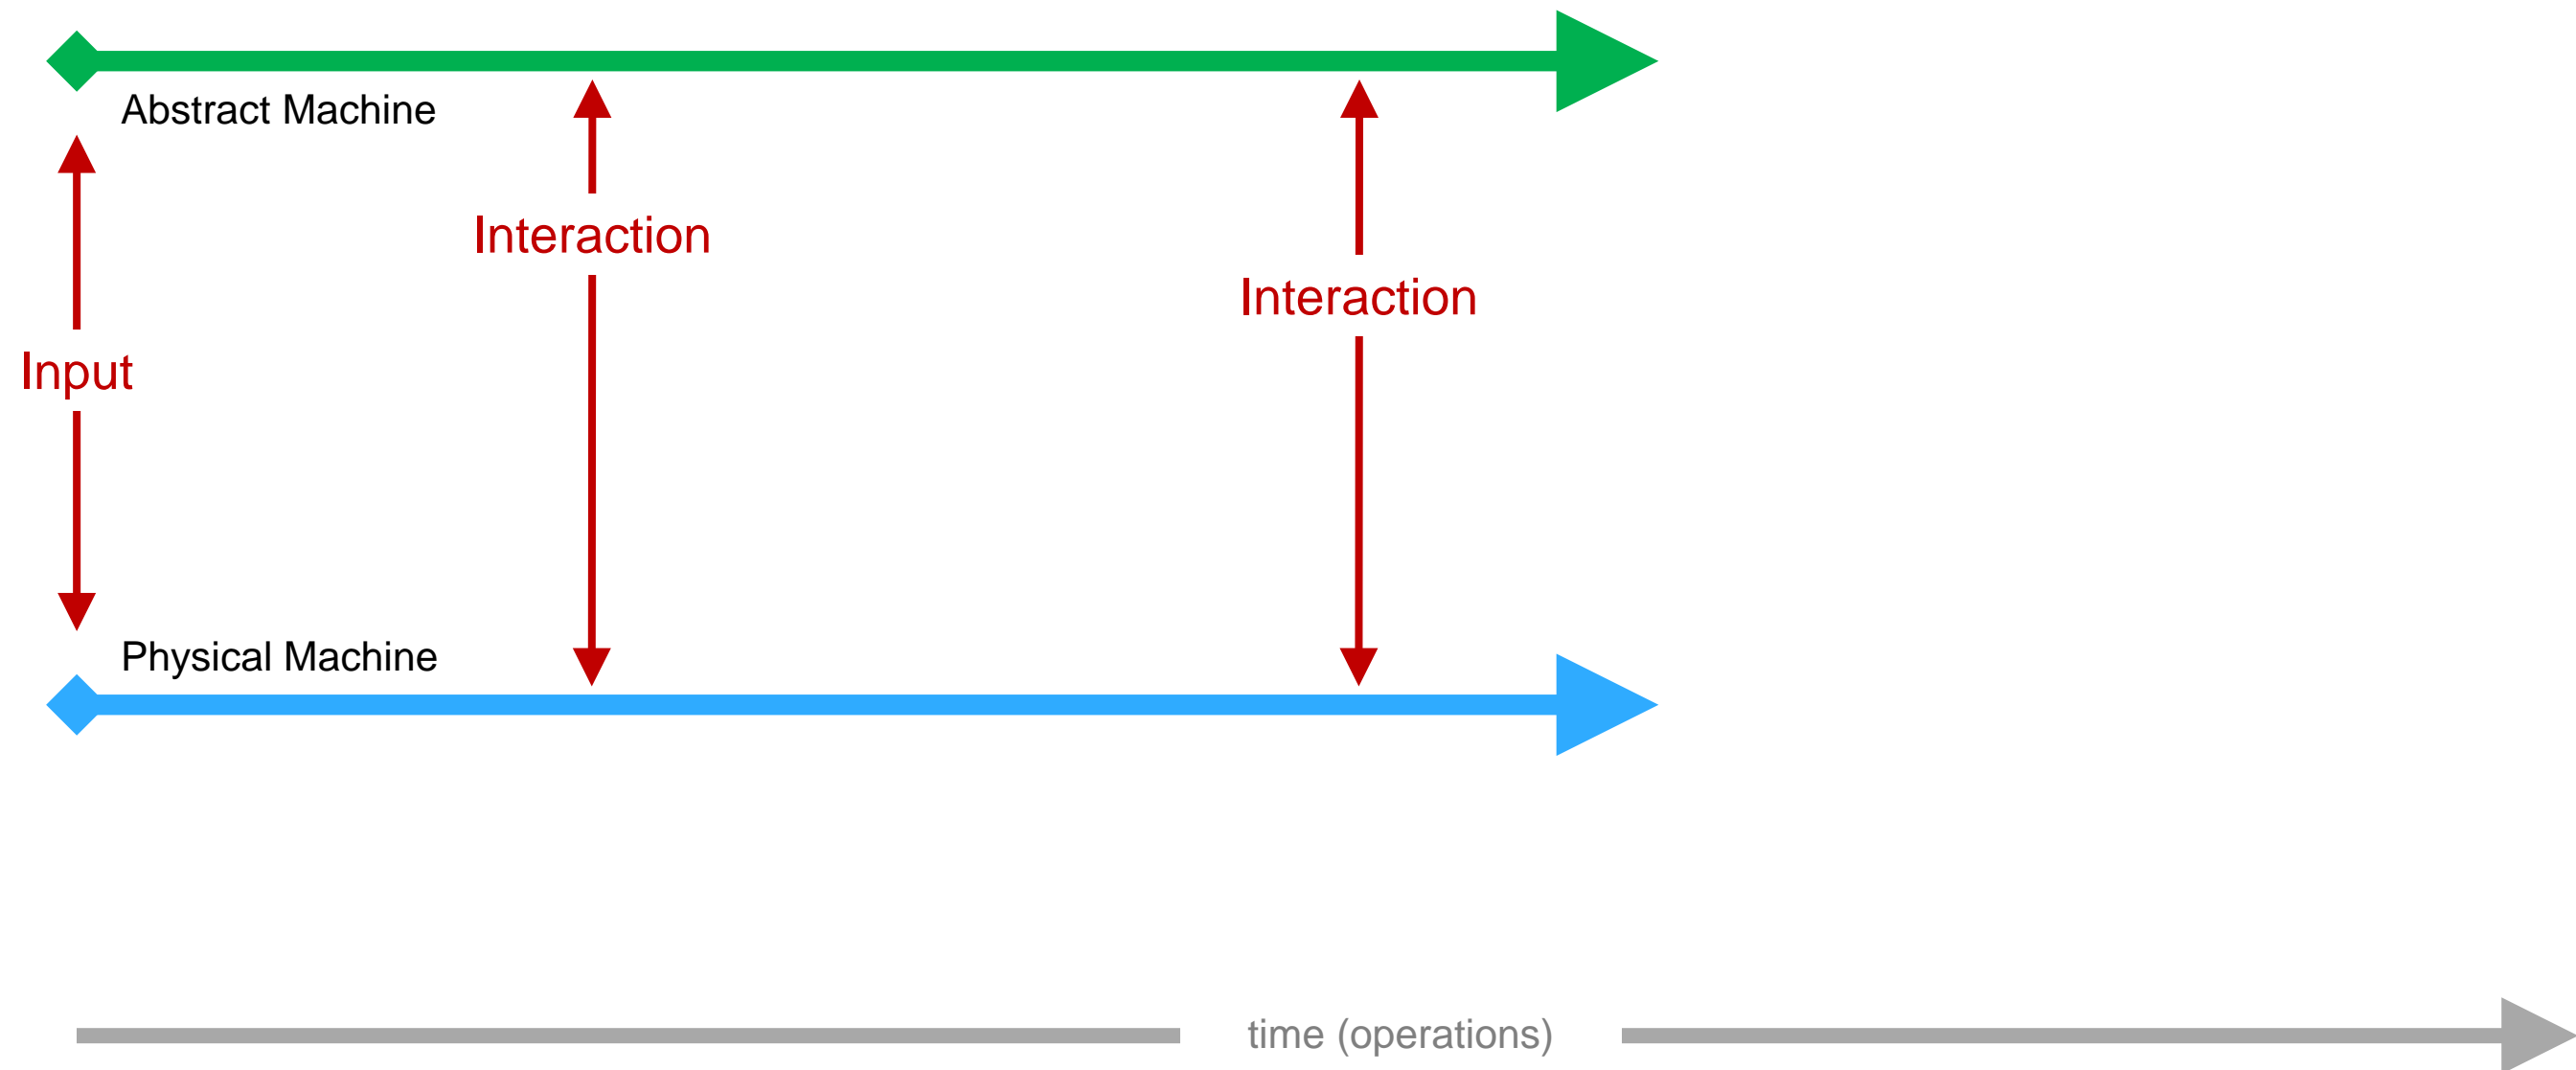 Abstract Machine
Interaction
Interaction
Input
Physical Machine
time (operations)